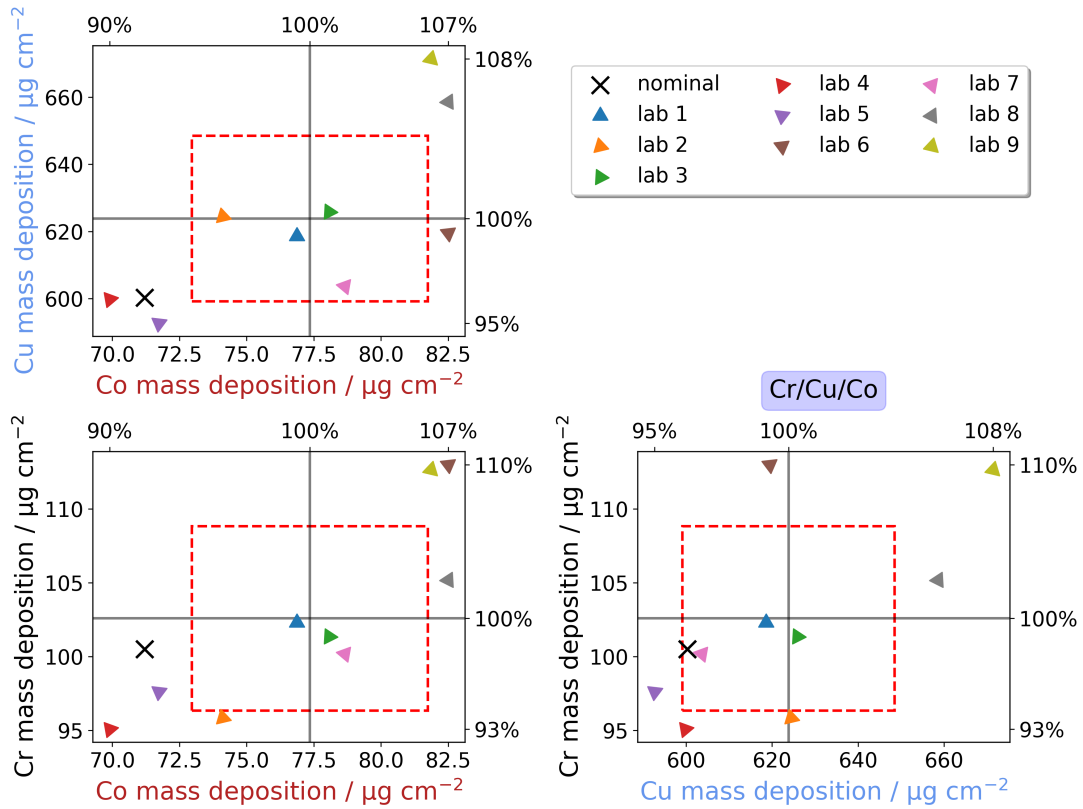 90% 100% 107%
108%
100%
95%
660
640
620
600
Cu mass deposition / µg cm⁻²
70.0 72.5 75.0 77.5 80.0 82.5
Co mass deposition / µg cm⁻²
nominal
lab 1
lab 2
lab 3
lab 4
lab 5
lab 6
lab 7
lab 8
lab 9
90% 100% 107%
110%
100%
93%
110
105
100
95
Cr mass deposition / µg cm⁻²
70.0 72.5 75.0 77.5 80.0 82.5
Co mass deposition / µg cm⁻²
Cr/Cu/Co
95% 100% 108%
110%
100%
93%
110
105
100
95
Cr mass deposition / µg cm⁻²
600 620 640 660
Cu mass deposition / µg cm⁻²